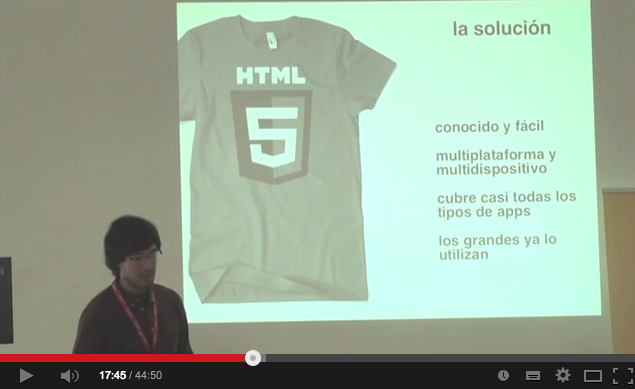 la solución
HTML
5
conocido y fácil
multiplataforma y
multidispositivo
cubre casi todas los
tipos de apps
los grandes ya lo
utilizan
17:45 / 44:50